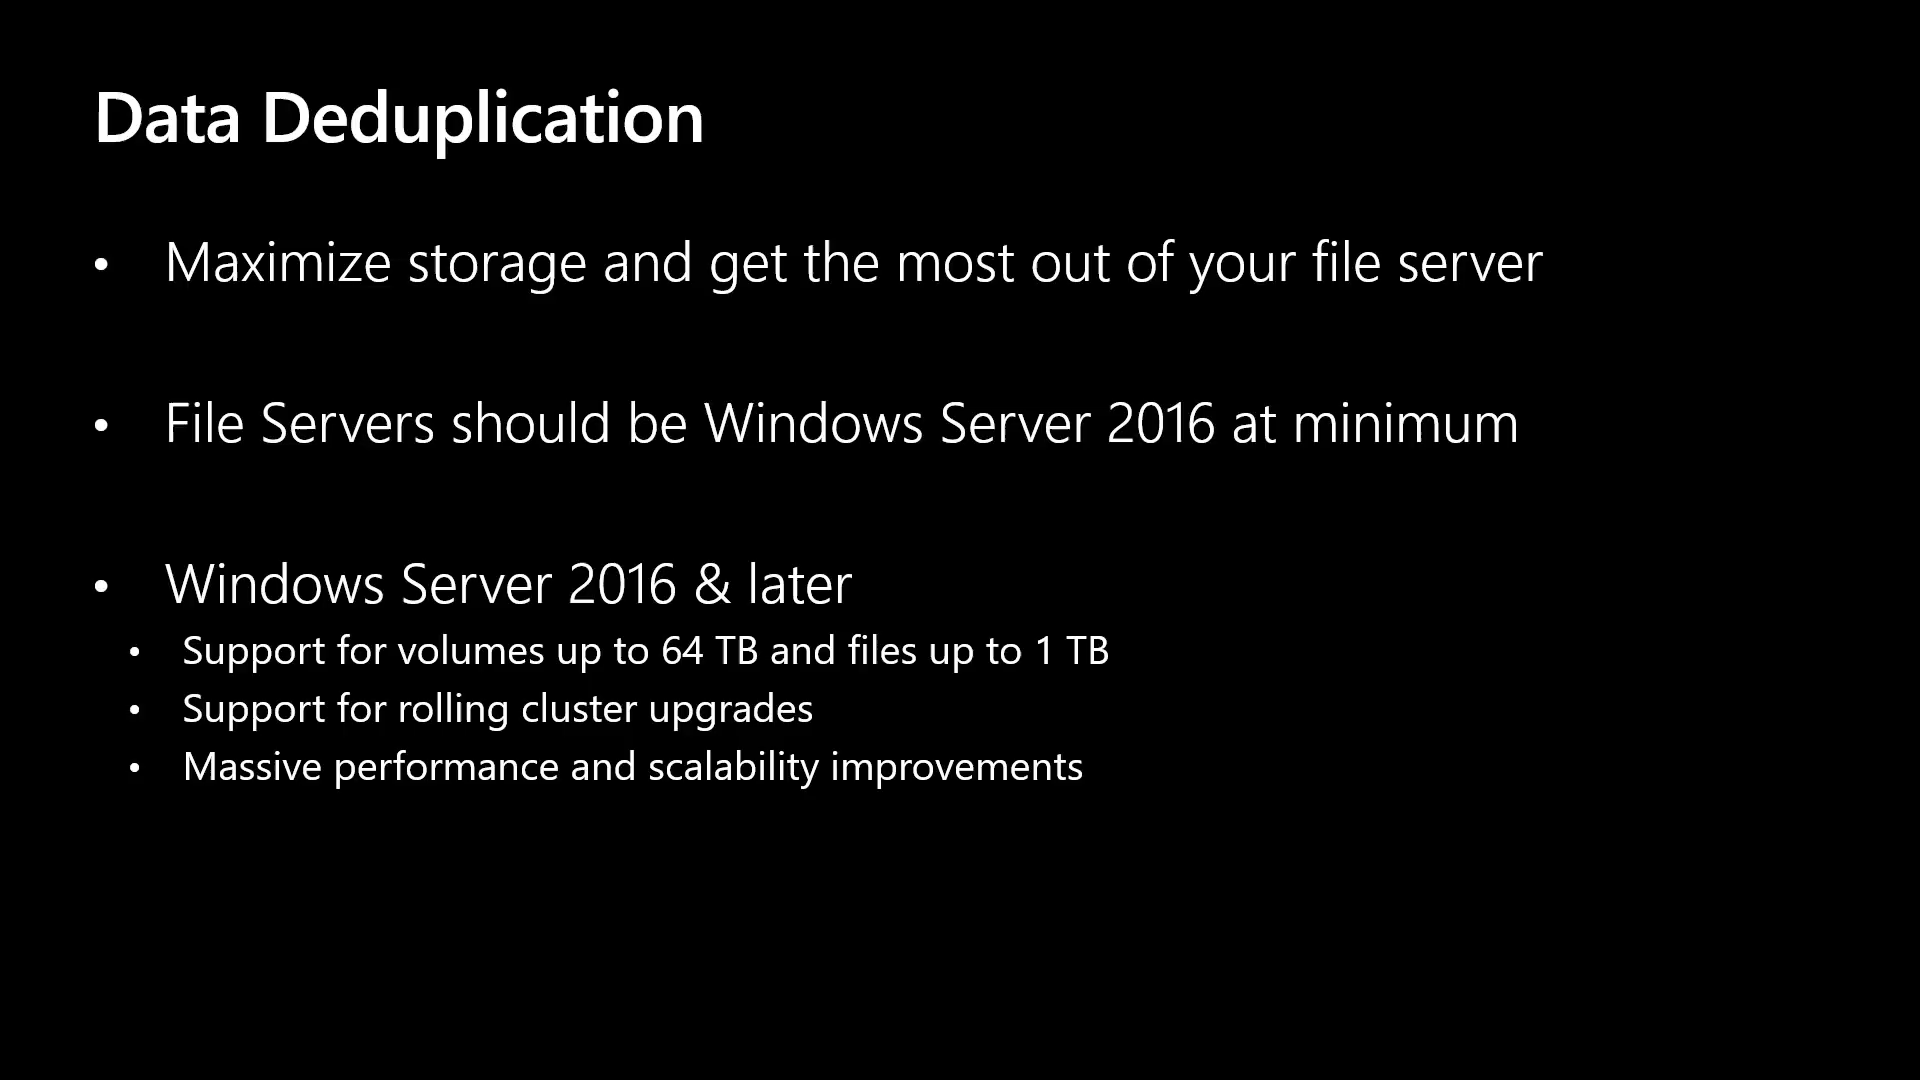 Data Deduplication
• Maximize storage and get the most out of your file server
• File Servers should be Windows Server 2016 at minimum
• Windows Server 2016 & later
• Support for volumes up to 64 TB and files up to 1 TB
• Support for rolling cluster upgrades
• Massive performance and scalability improvements